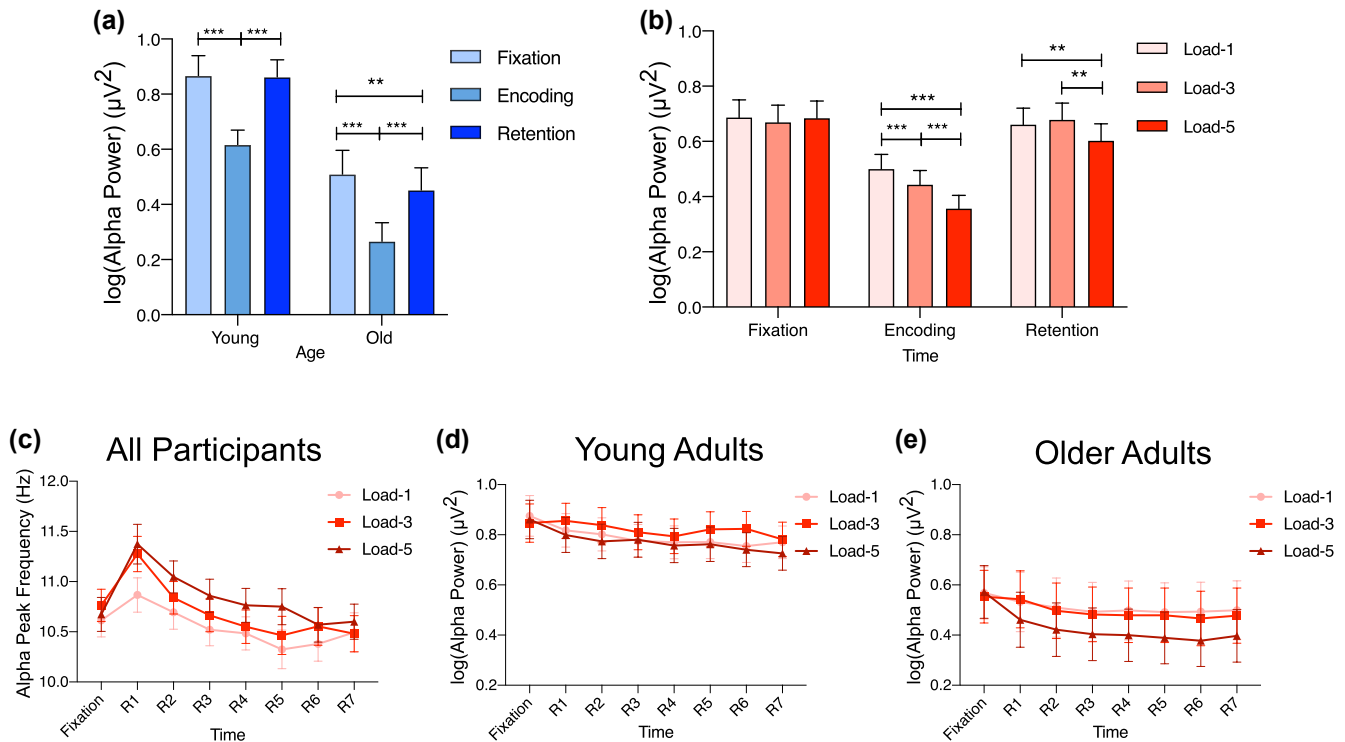 (a)
log(Alpha Power) (µV2)
1.0
0.8
0.6
0.4
0.2
0.0
*** ***
**
*** ***
Young Old
Age
Fixation
Encoding
Retention
(b)
log(Alpha Power) (µV2)
1.0
0.8
0.6
0.4
0.2
0.0
***
*** ***
**
**
Fixation Encoding Retention
Time
Load-1
Load-3
Load-5
(c)
All Participants
Alpha Peak Frequency (Hz)
12.0
11.5
11.0
10.5
10.0
Fixation R1 R2 R3 R4 R5 R6 R7
Time
Load-1
Load-3
Load-5
(d)
Young Adults
log(Alpha Power) (µV2)
1.0
0.8
0.6
0.4
0.2
Fixation R1 R2 R3 R4 R5 R6 R7
Time
Load-1
Load-3
Load-5
(e)
Older Adults
log(Alpha Power) (µV2)
1.0
0.8
0.6
0.4
0.2
Fixation R1 R2 R3 R4 R5 R6 R7
Time
Load-1
Load-3
Load-5